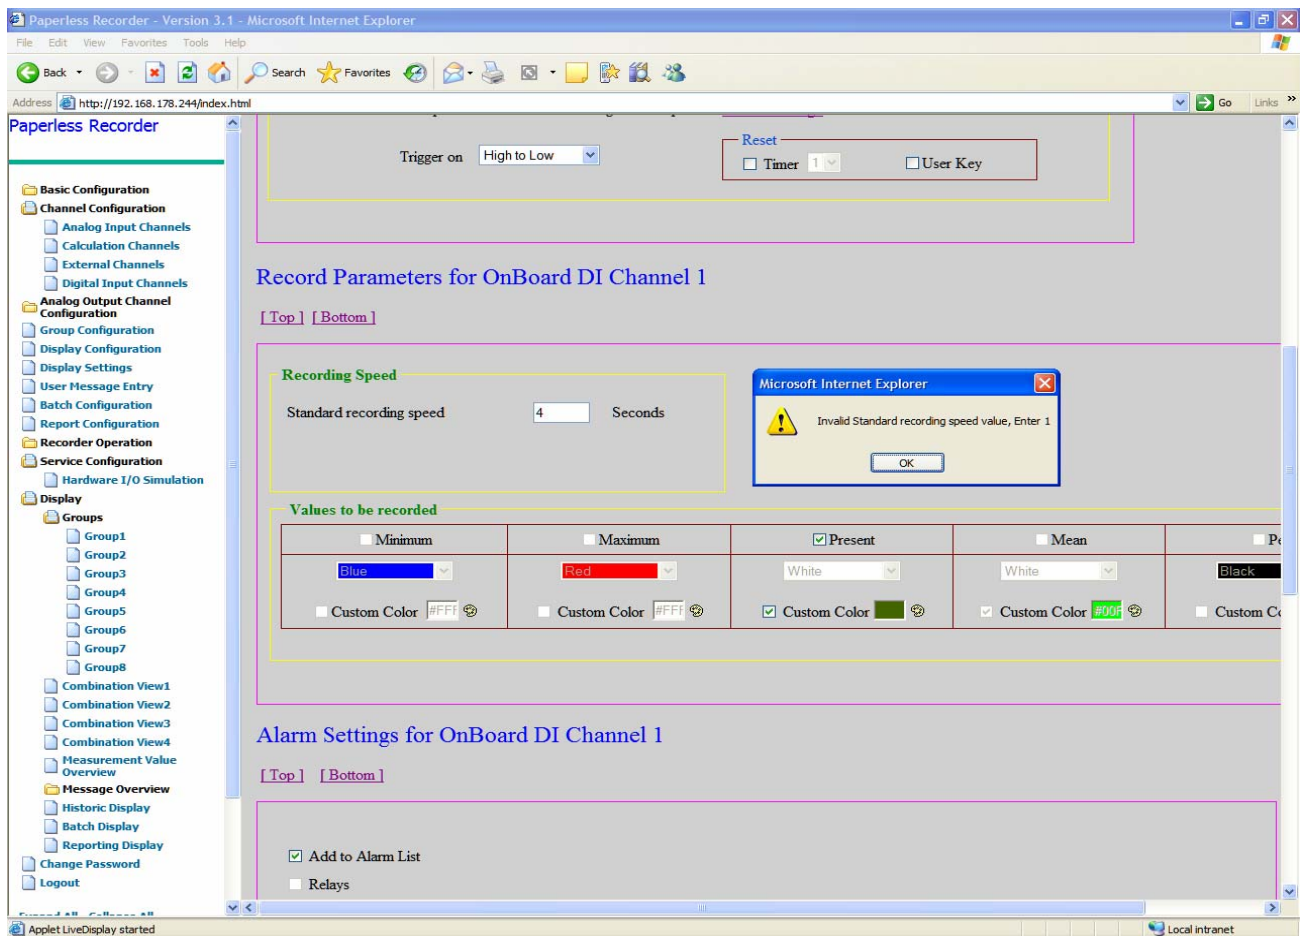 Paperless Recorder - Version 3.1 - Microsoft Internet Explorer
File Edit View Favorites Tools Help
Back Search Favorites
Address http://192.168.178.244/index.html Go Links »
Paperless Recorder
Basic Configuration
Channel Configuration
Analog Input Channels
Calculation Channels
External Channels
Digital Input Channels
Analog Output Channel
Configuration
Group Configuration
Display Configuration
Display Settings
User Message Entry
Batch Configuration
Report Configuration
Recorder Operation
Service Configuration
Hardware I/O Simulation
Display
Groups
Group1
Group2
Group3
Group4
Group5
Group6
Group7
Group8
Combination View1
Combination View2
Combination View3
Combination View4
Measurement Value
Overview
Message Overview
Historic Display
Batch Display
Reporting Display
Change Password
Logout
Trigger on High to Low
Reset
Timer 1 User Key
Record Parameters for OnBoard DI Channel 1
[ Top ] [ Bottom ]
Recording Speed
Standard recording speed 4 Seconds
Microsoft Internet Explorer
Invalid Standard recording speed value, Enter 1
OK
Values to be recorded
Minimum Maximum Present Mean
Blue Red White White Black
Custom Color #FFF Custom Color #FFF Custom Color Custom Color #00F Custom
Alarm Settings for OnBoard DI Channel 1
[ Top ] [ Bottom ]
Add to Alarm List
Relays
Applet LiveDisplay started Local intranet